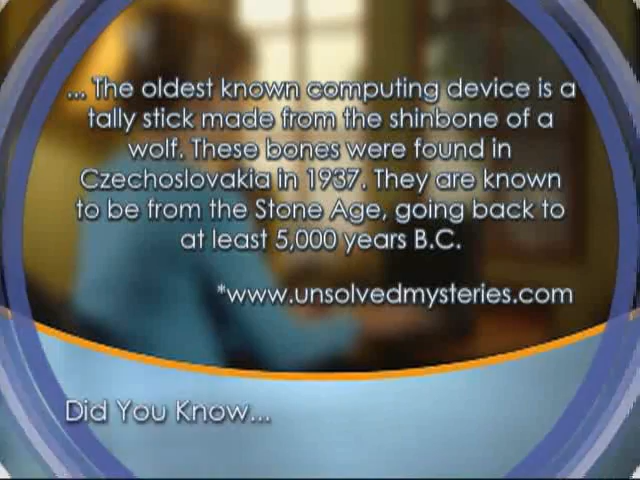 ... The oldest known computing device is a
tally stick made from the shinbone of a
wolf. These bones were found in
Czechoslovakia in 1937. They are known
to be from the Stone Age, going back to
at least 5,000 years B.C.
*www.unsolvedmysteries.com
Did You Know...